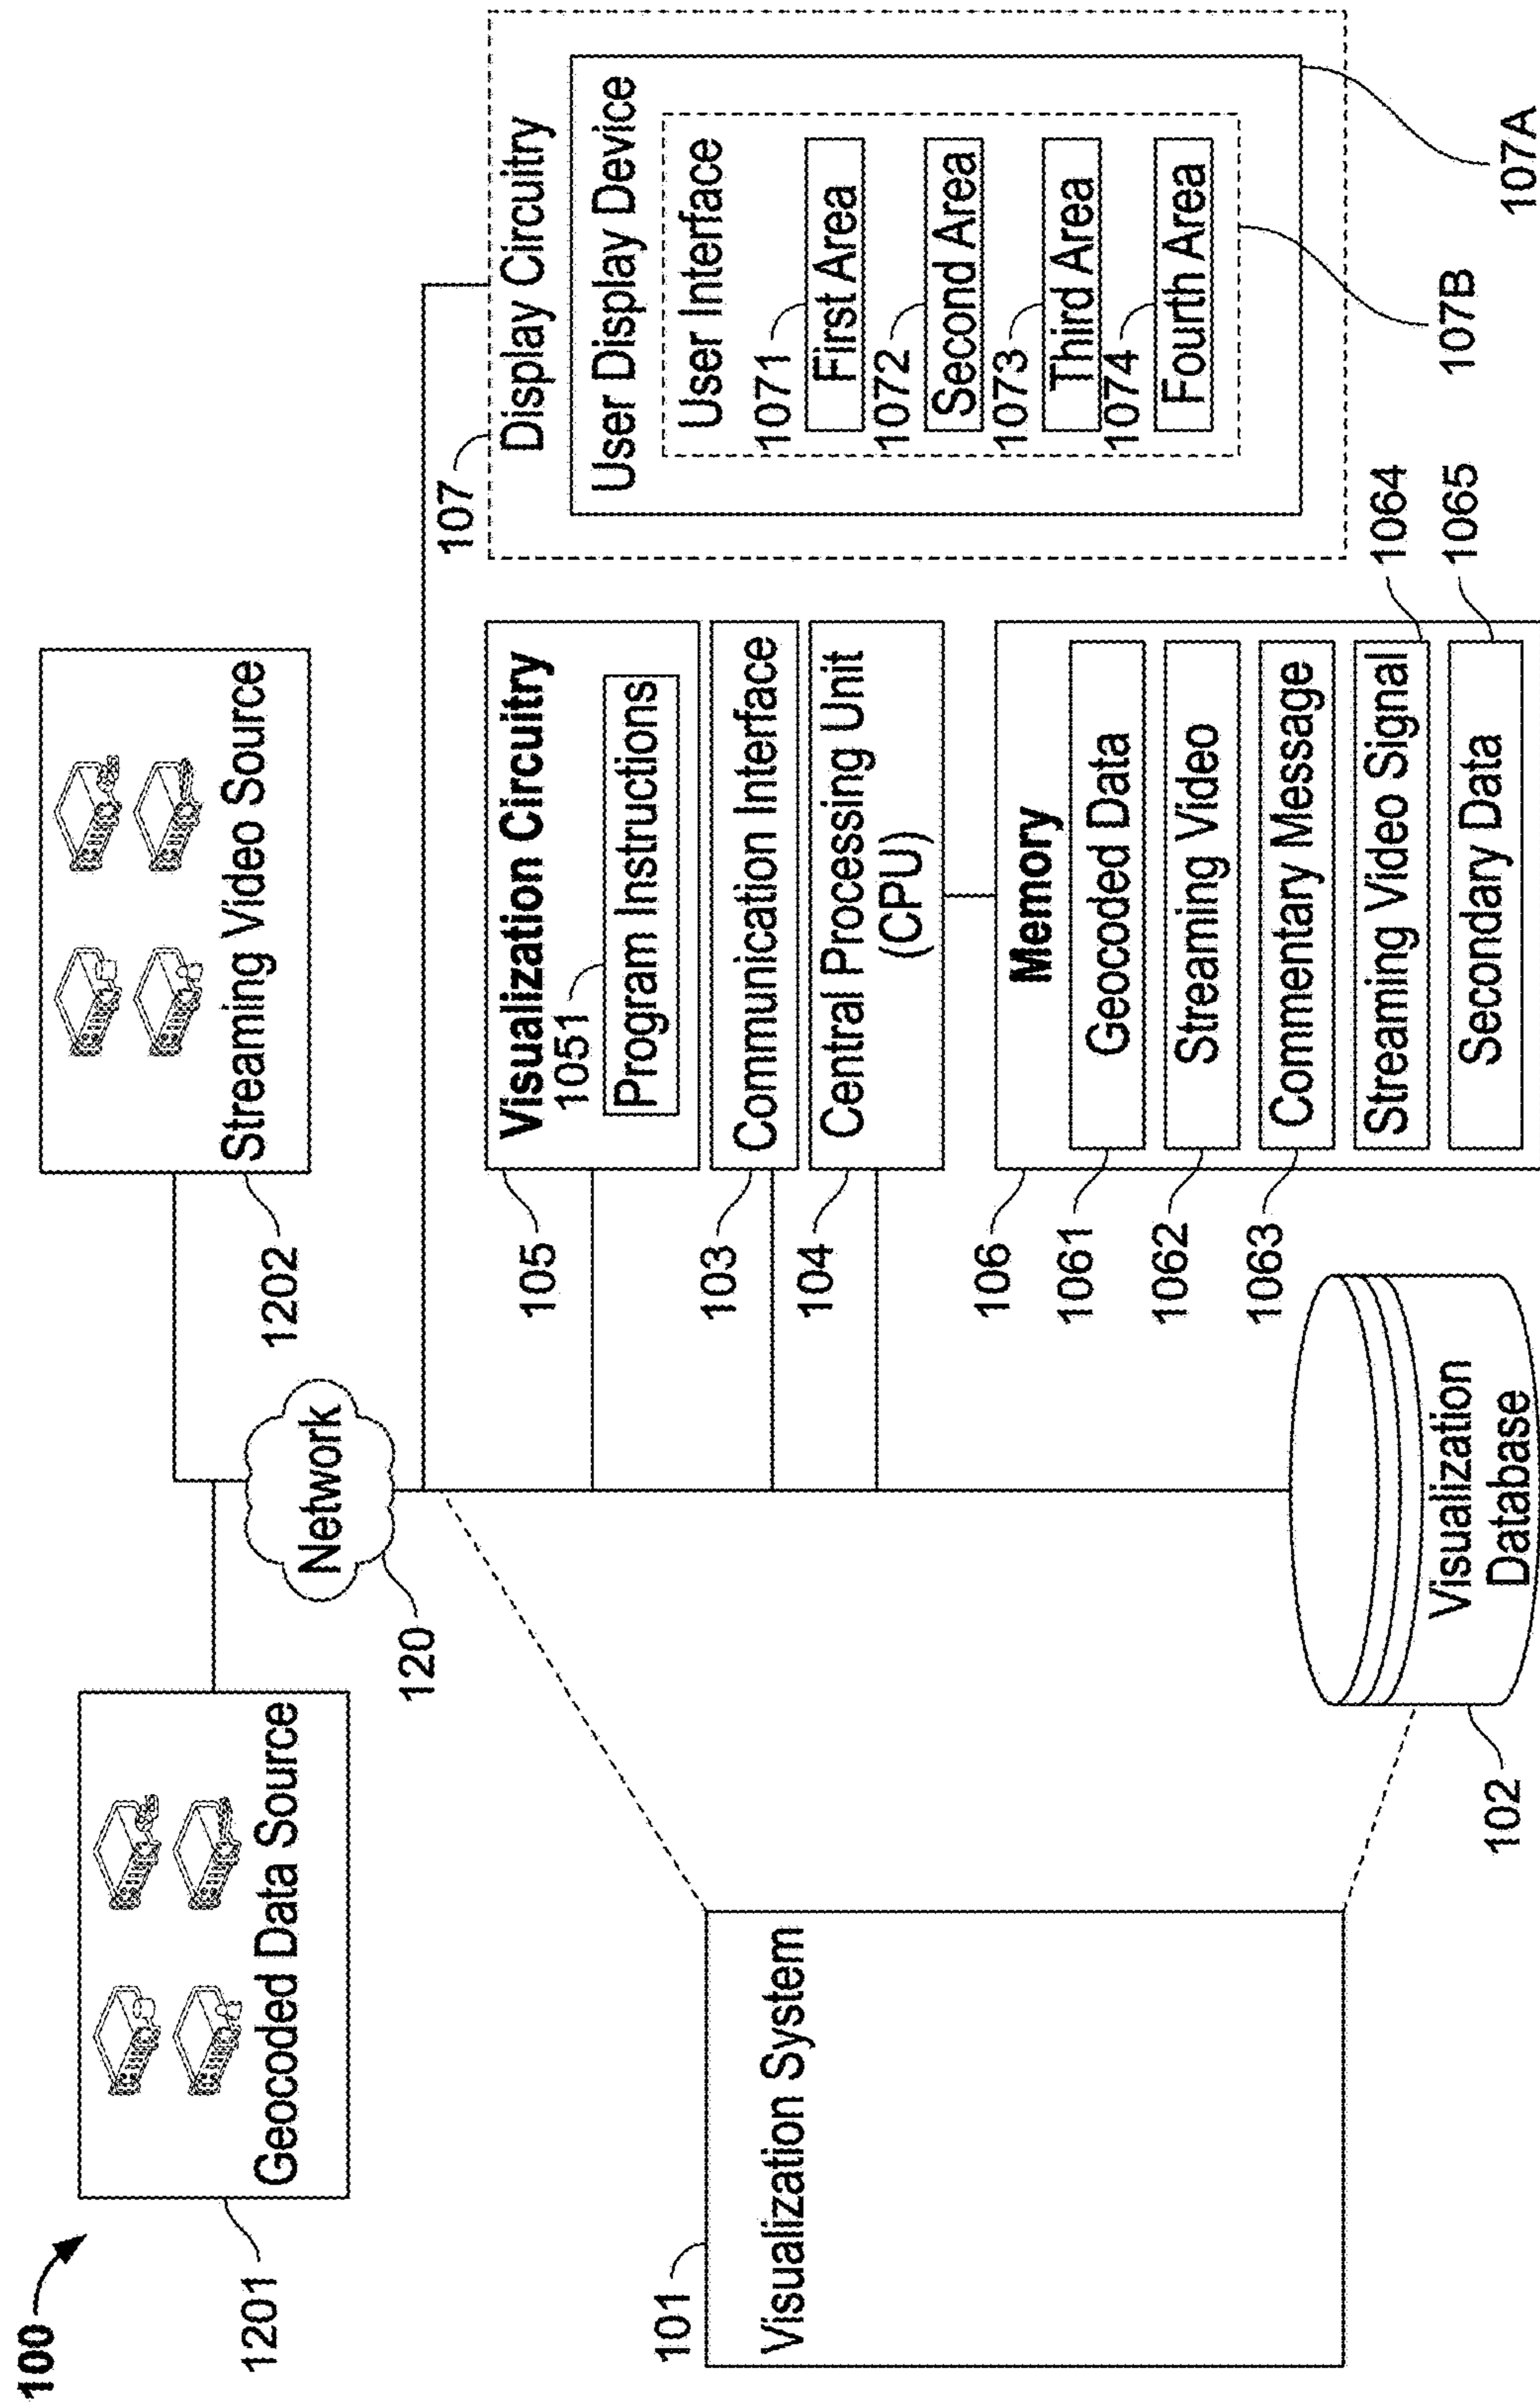 100
1201
Geocoded Data Source
1202
Streaming Video Source
Network
120
101
Visualization System
102
Visualization
Database
105
Visualization Circuitry
1051
Program Instructions
103
Communication Interface
104
Central Processing Unit
(CPU)
106
Memory
1061
Geocoded Data
1062
Streaming Video
1063
Commentary Message
Streaming Video Signal
1064
Secondary Data
1065
107
Display Circuitry
User Display Device
User Interface
1071
First Area
1072
Second Area
1073
Third Area
1074
Fourth Area
107B
107A